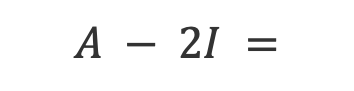 A − 2I =